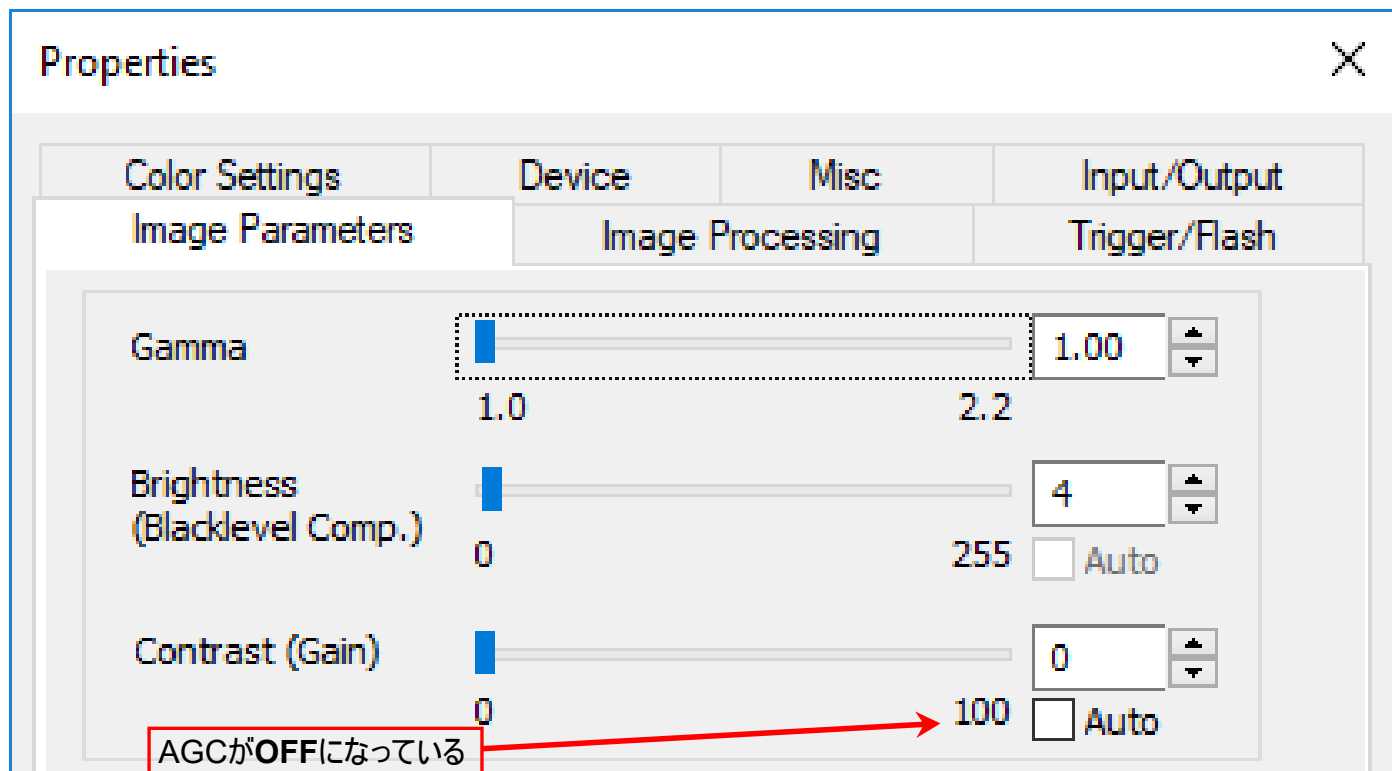 Properties
Color Settings Device Misc Input/Output
Image Parameters Image Processing Trigger/Flash
Gamma 1.00
1.0 2.2
Brightness
(Blacklevel Comp.) 4
0 255 Auto
Contrast (Gain) 0
0 100 Auto
AGCがOFFになっている